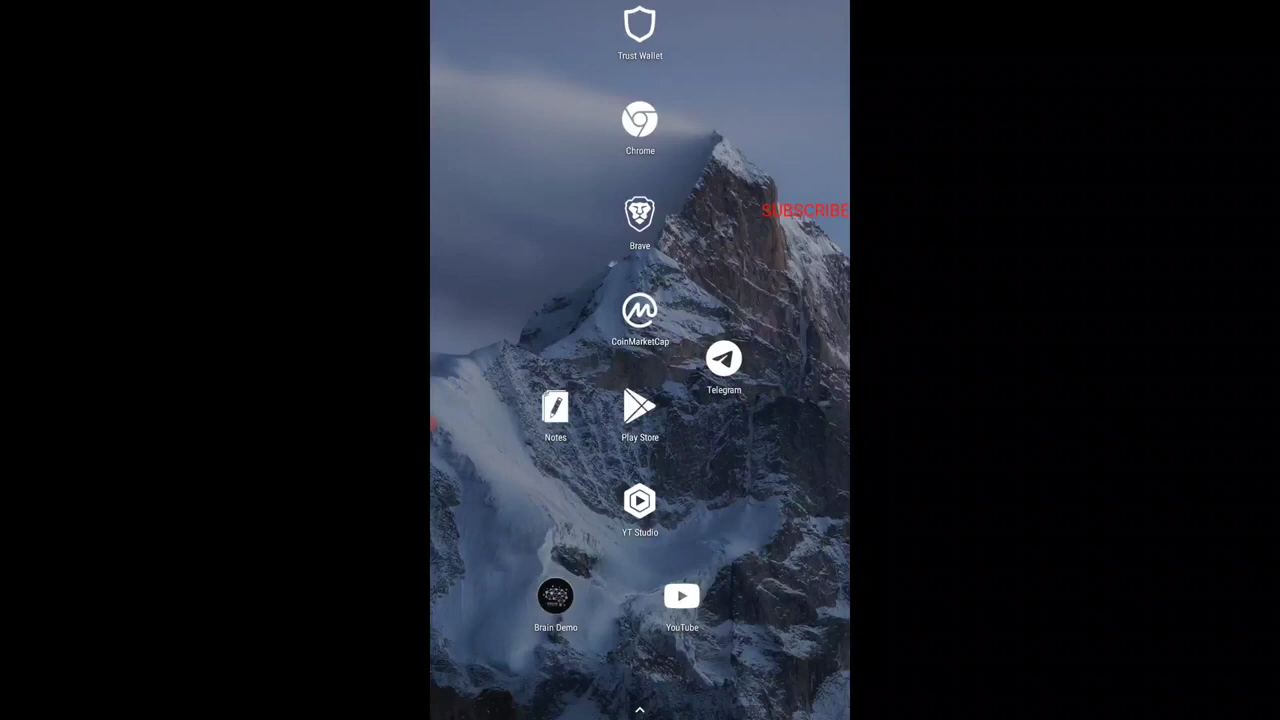 Trust Wallet
Chrome
SUBSCRIBE
Brave
CoinMarketCap
Telegram
Notes
Play Store
YT Studio
Brain Demo
YouTube